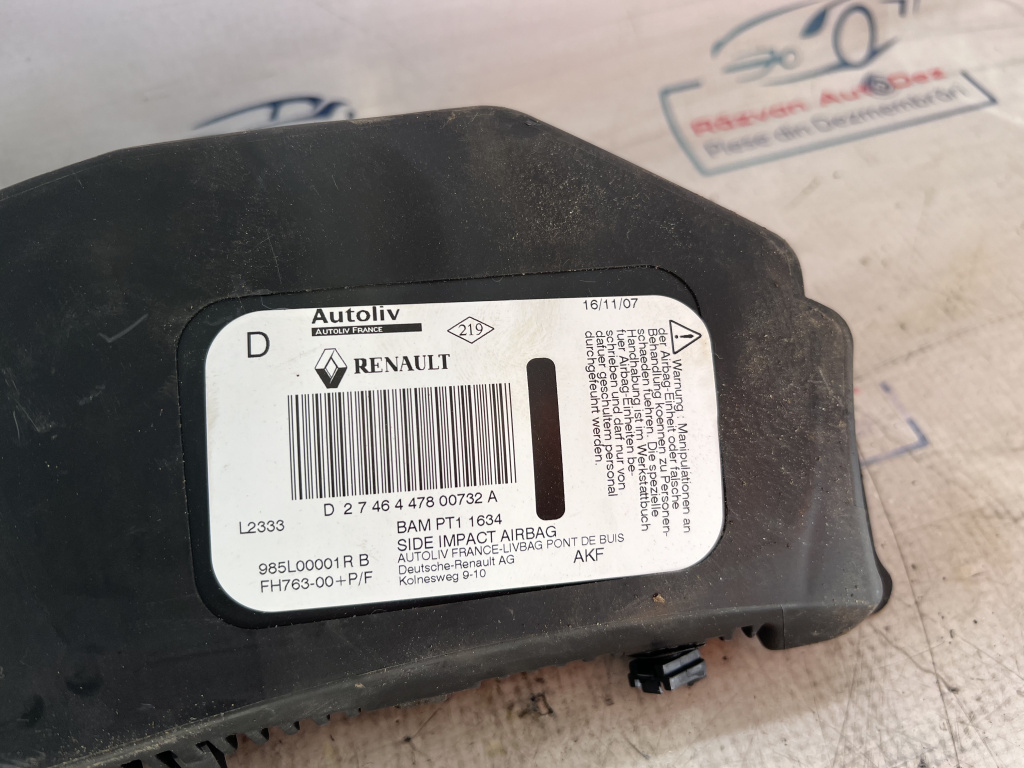 Răzvan AutoDez
Piese din Dezmembrări
Autoliv
AUTOLIV FRANCE
219
16/11/07
D
RENAULT
D 2 7 46 4 478 00732 A
L2333
BAM PT1 1634
SIDE IMPACT AIRBAG
985L00001R B
AUTOLIV FRANCE-LIVBAG PONT DE BUIS
FH763-00+P/F
Deutsche-Renault AG
AKF
Kolnesweg 9-10
Warnung : Manipulationen an
der Airbag-Einheit oder falsche
Behandlung koennen zu Personen-
schaeden fuehren. Die spezielle
Handhabung ist im Werkstattbuch
fuer Airbag-Einheiten be-
schrieben und darf nur von
dafuer geschultem personal
durchgefuehrt werden.